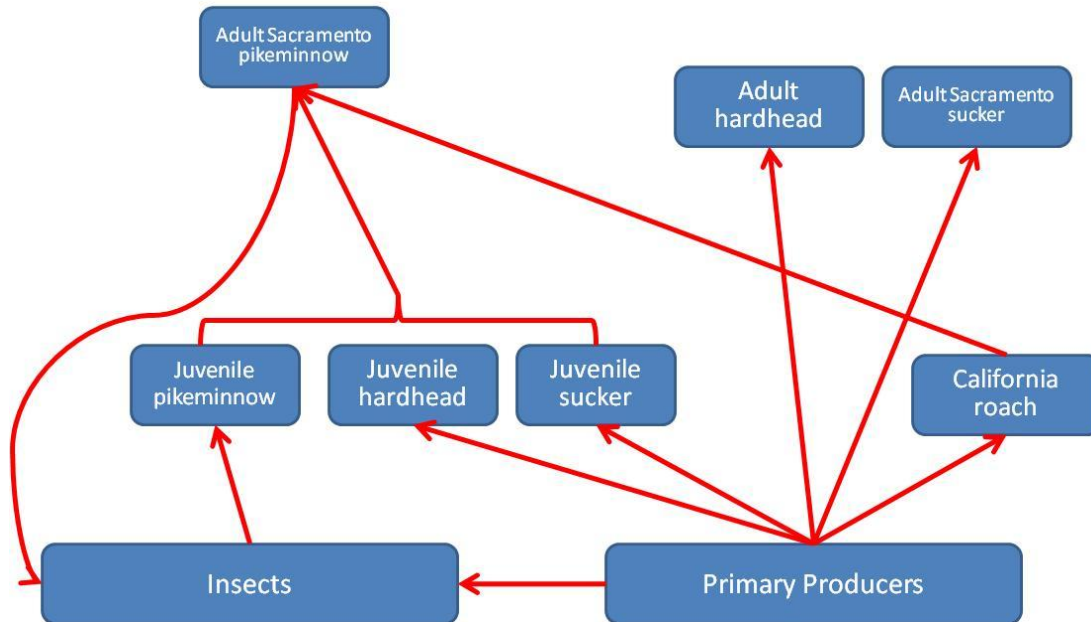 Adult Sacramento
pikeminnow
Adult
hardhead
Adult Sacramento
sucker
Juvenile
pikeminnow
Juvenile
hardhead
Juvenile
sucker
California
roach
Insects
Primary Producers